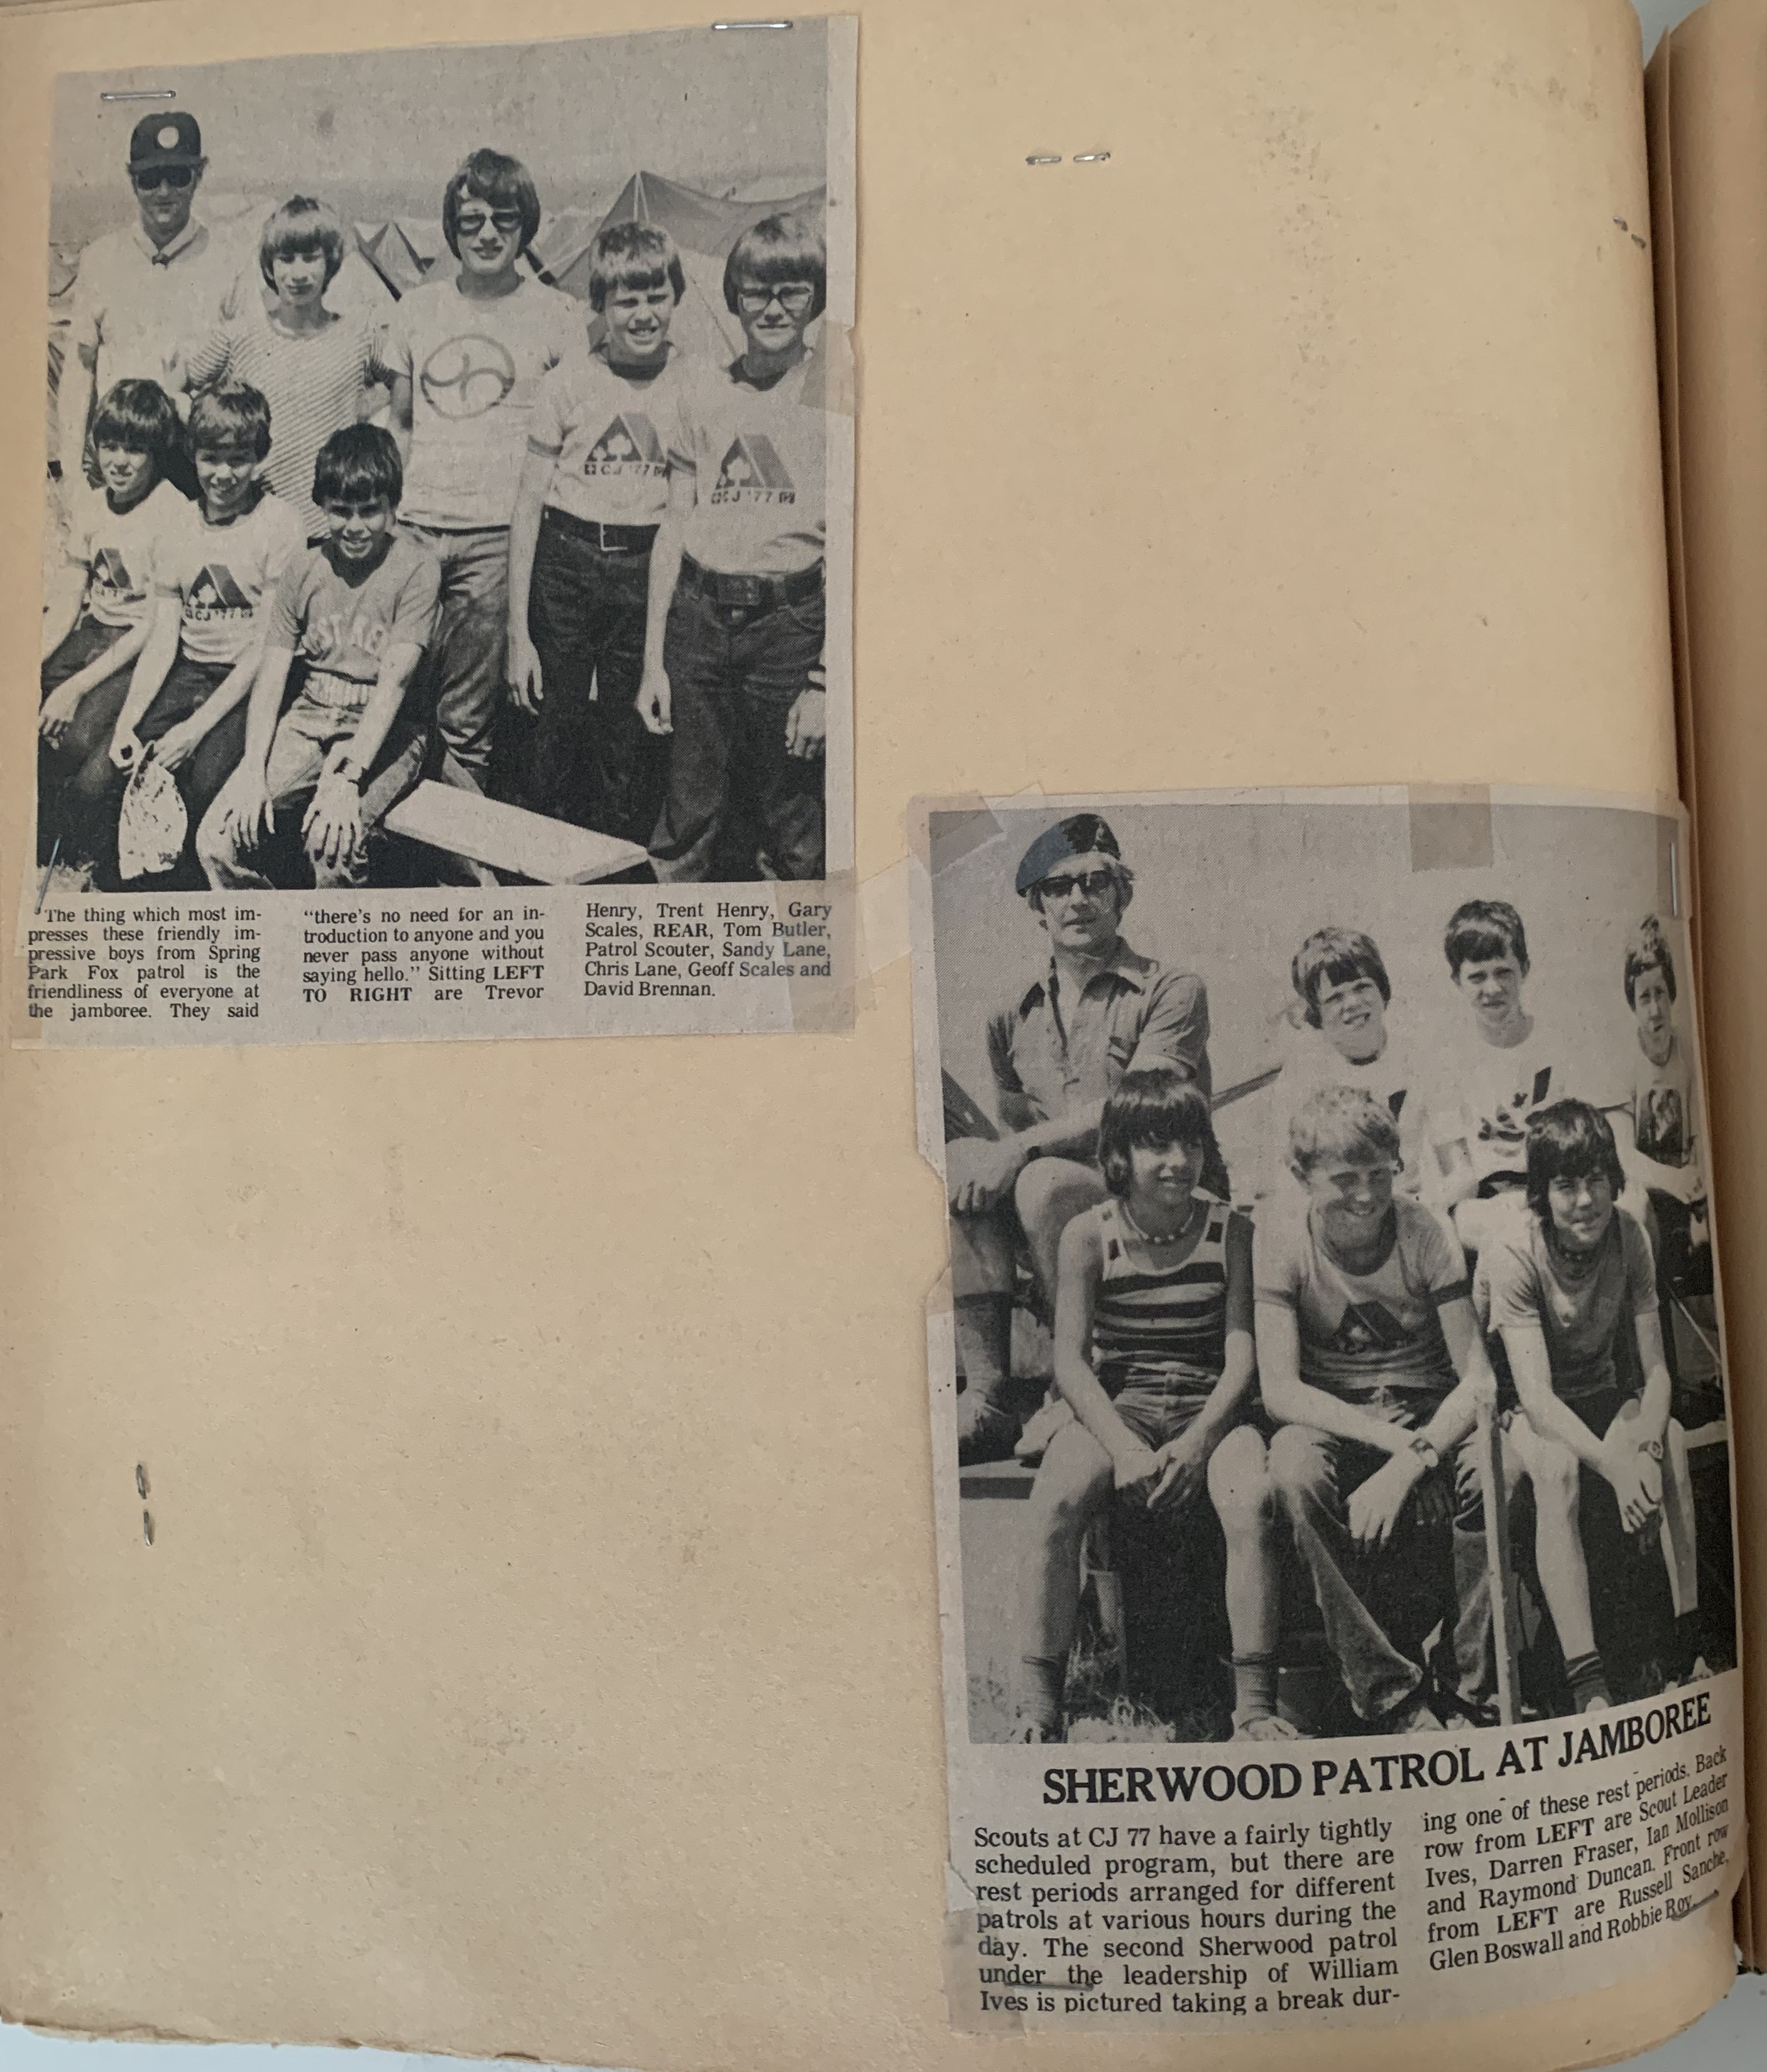 CJ '77
CJ '77
CJ '77
"The thing which most im-
presses these friendly im-
pressive boys from Spring
Park Fox patrol is the
friendliness of everyone at
the jamboree. They said
"there's no need for an in-
troduction to anyone and you
never pass anyone without
saying hello." Sitting LEFT
TO RIGHT are Trevor
Henry, Trent Henry, Gary
Scales, REAR, Tom Butler,
Patrol Scouter, Sandy Lane,
Chris Lane, Geoff Scales and
David Brennan.
SHERWOOD PATROL AT JAMBOREE
Scouts at CJ 77 have a fairly tightly
scheduled program, but there are
rest periods arranged for different
patrols at various hours during the
day. The second Sherwood patrol
under the leadership of William
Ives is pictured taking a break dur-
ing one of these rest periods. Back
row from LEFT are Scout Leader
Ives, Darren Fraser, Ian Mollison
and Raymond Duncan. Front row
from LEFT are Russell Sanche,
Glen Boswall and Robbie Roy.